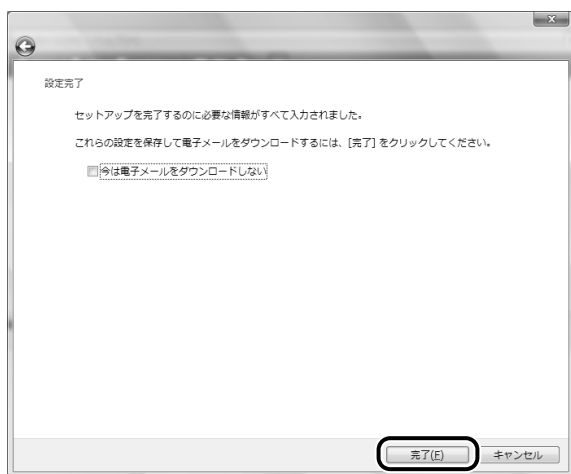 設定完了
セットアップを完了するのに必要な情報がすべて入力されました。
これらの設定を保存して電子メールをダウンロードするには、[完了] をクリックしてください。
今は電子メールをダウンロードしない
完了(F) キャンセル